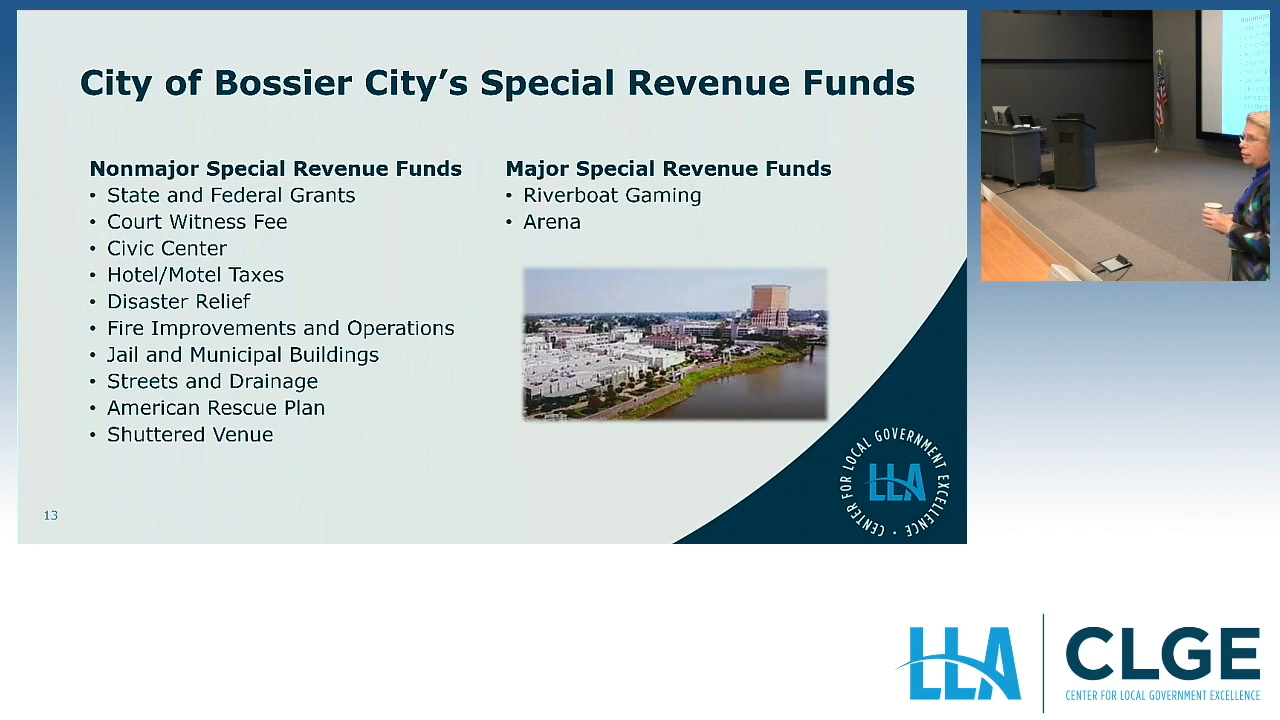 City of Bossier City’s Special Revenue Funds
Nonmajor Special Revenue Funds
• State and Federal Grants
• Court Witness Fee
• Civic Center
• Hotel/Motel Taxes
• Disaster Relief
• Fire Improvements and Operations
• Jail and Municipal Buildings
• Streets and Drainage
• American Rescue Plan
• Shuttered Venue
Major Special Revenue Funds
• Riverboat Gaming
• Arena
13
CENTER FOR LOCAL GOVERNMENT EXCELLENCE •
LLA
LLA
CLGE
CENTER FOR LOCAL GOVERNMENT EXCELLENCE